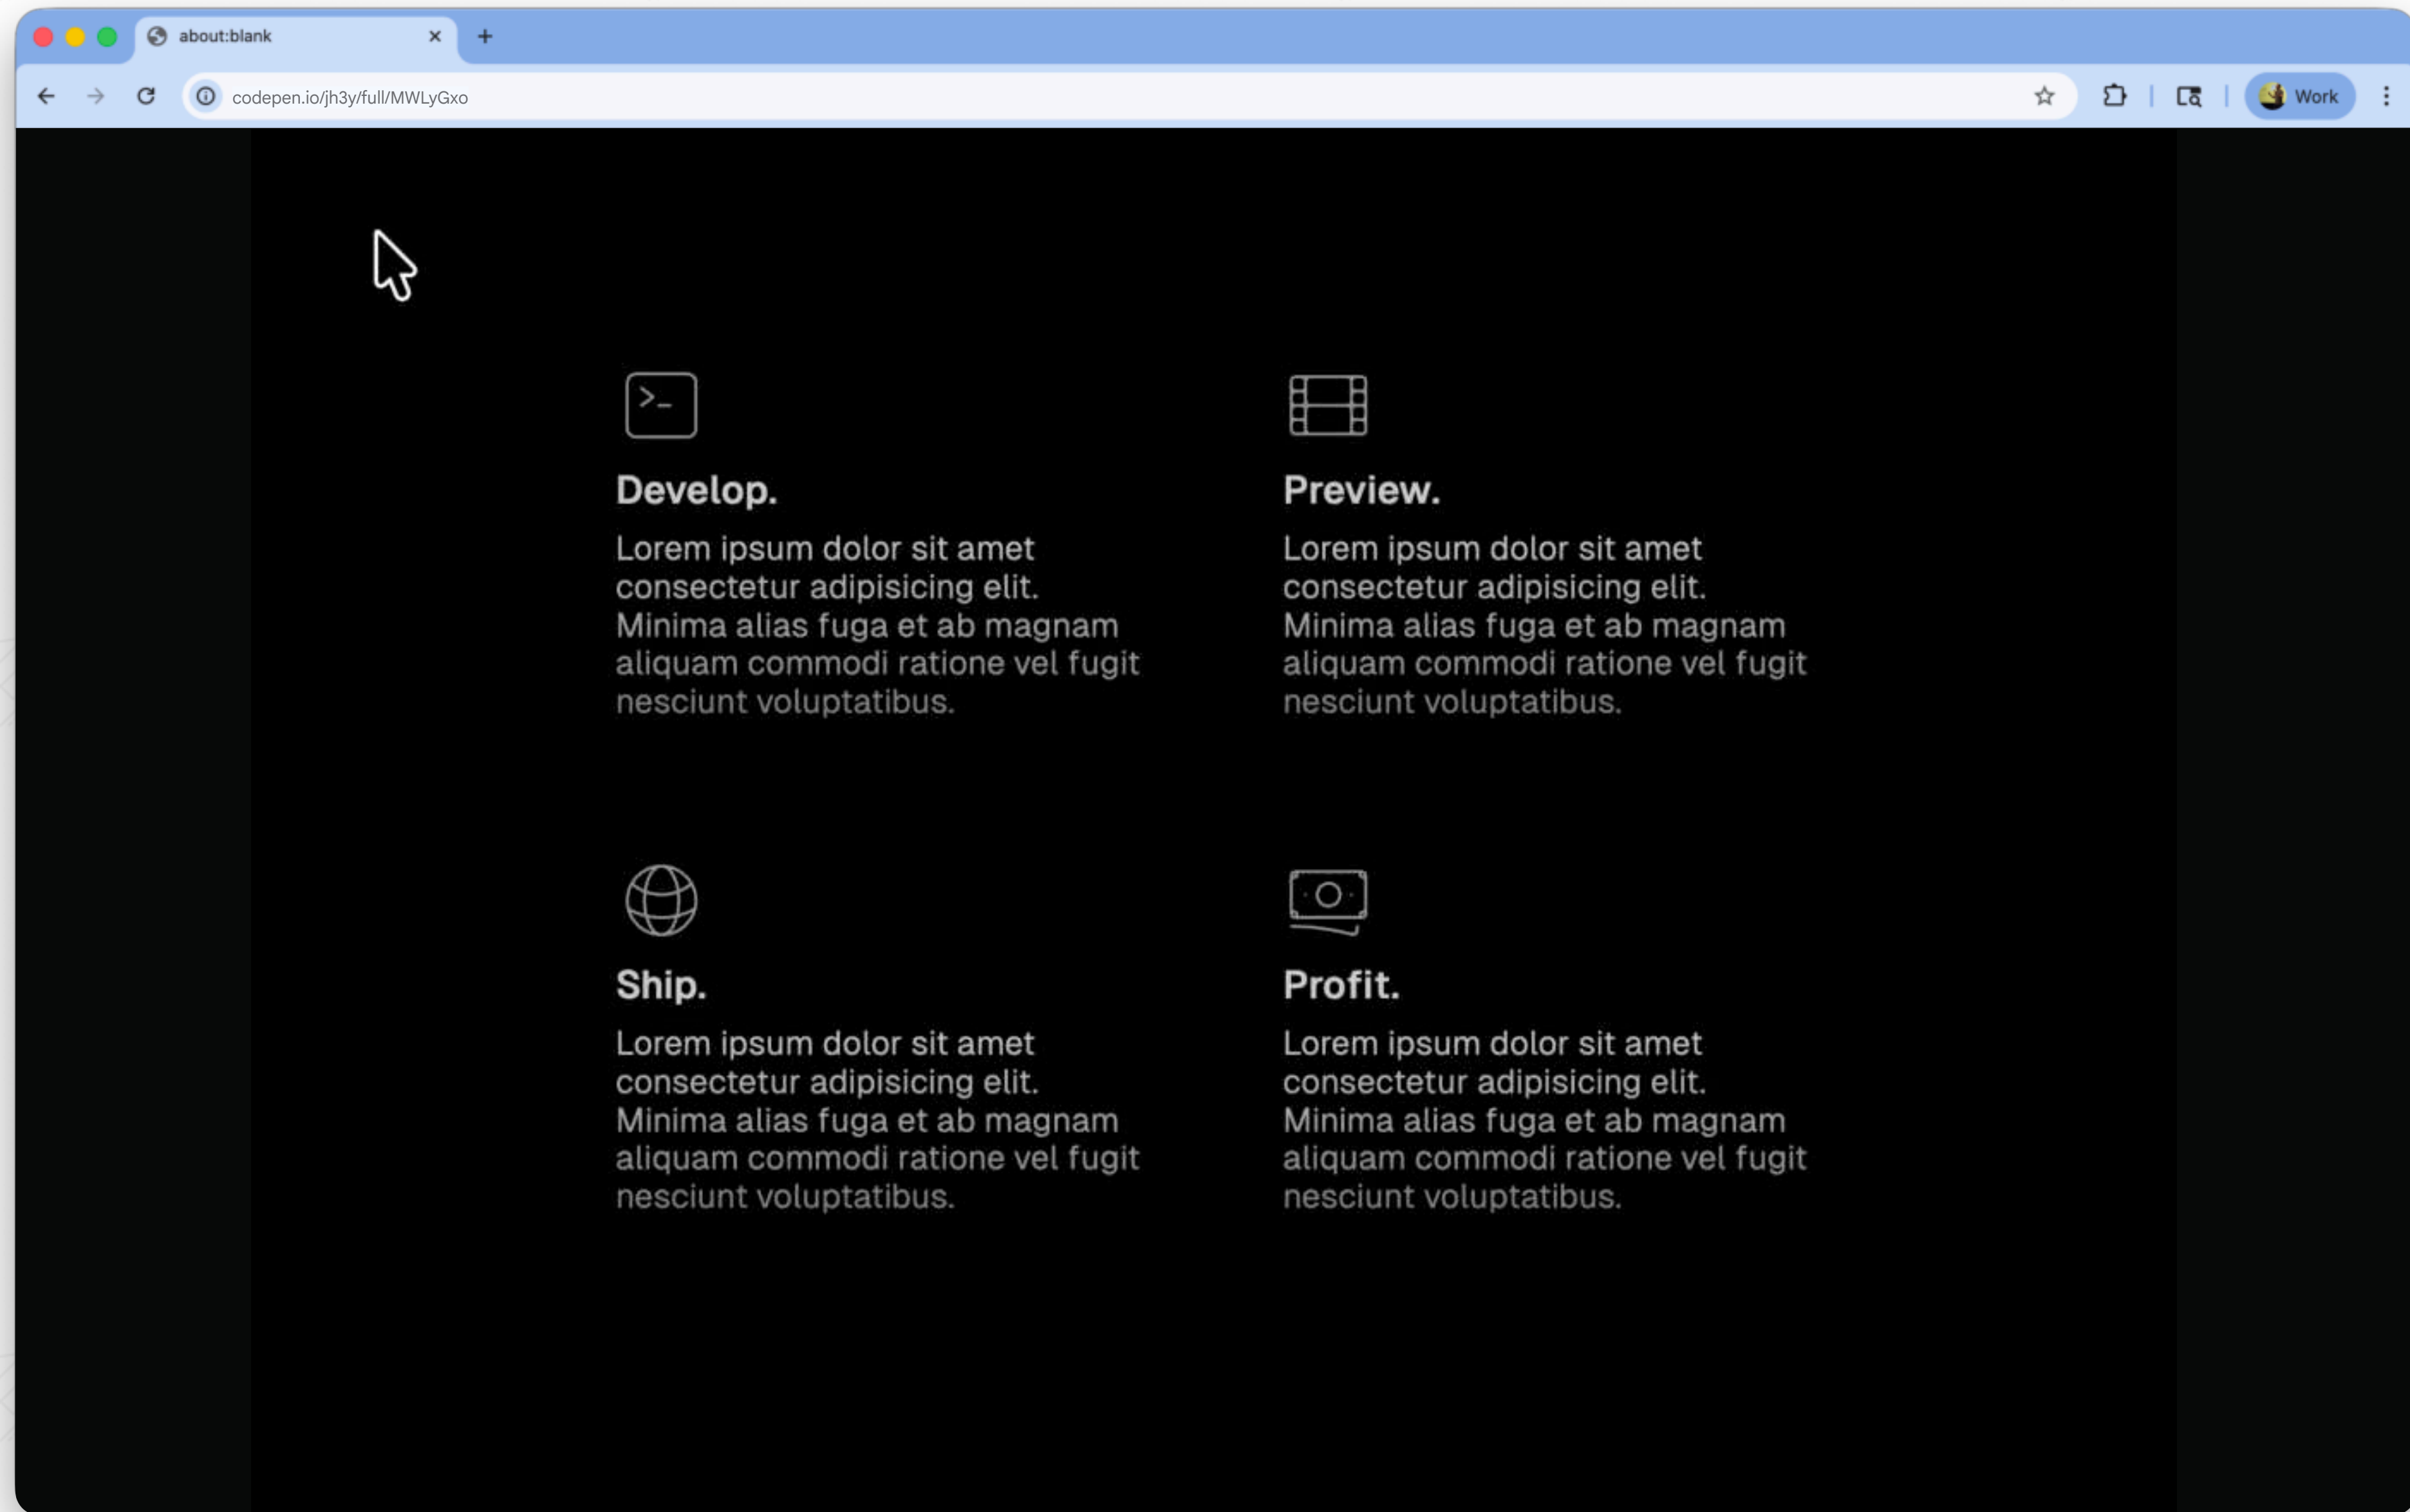 about:blank
codepen.io/jh3y/full/MWLyGxo
Work
>_
Develop.
Lorem ipsum dolor sit amet
consectetur adipisicing elit.
Minima alias fuga et ab magnam
aliquam commodi ratione vel fugit
nesciunt voluptatibus.
Preview.
Lorem ipsum dolor sit amet
consectetur adipisicing elit.
Minima alias fuga et ab magnam
aliquam commodi ratione vel fugit
nesciunt voluptatibus.
Ship.
Lorem ipsum dolor sit amet
consectetur adipisicing elit.
Minima alias fuga et ab magnam
aliquam commodi ratione vel fugit
nesciunt voluptatibus.
Profit.
Lorem ipsum dolor sit amet
consectetur adipisicing elit.
Minima alias fuga et ab magnam
aliquam commodi ratione vel fugit
nesciunt voluptatibus.